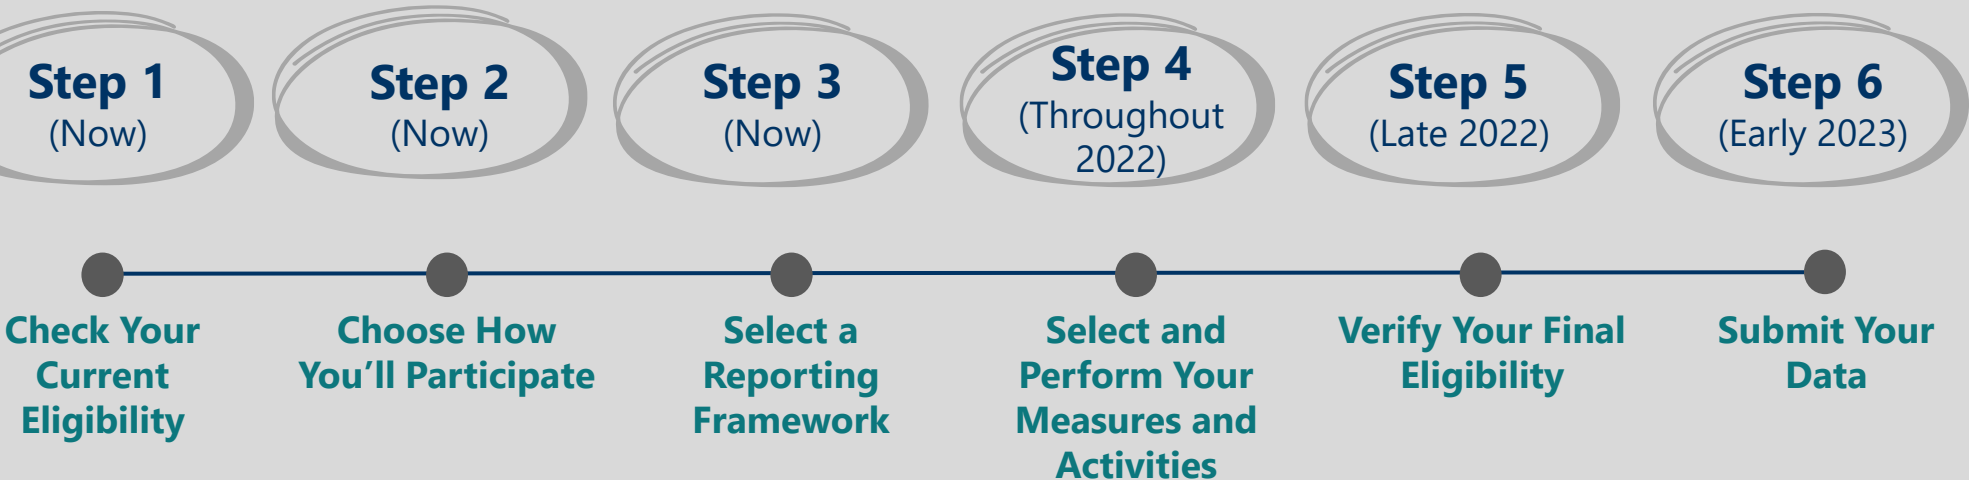 Step 1
(Now)
Step 2
(Now)
Step 3
(Now)
Step 4
(Throughout
2022)
Step 5
(Late 2022)
Step 6
(Early 2023)
Check Your
Current
Eligibility
Choose How
You’ll Participate
Select a
Reporting
Framework
Select and
Perform Your
Measures and
Activities
Verify Your Final
Eligibility
Submit Your
Data